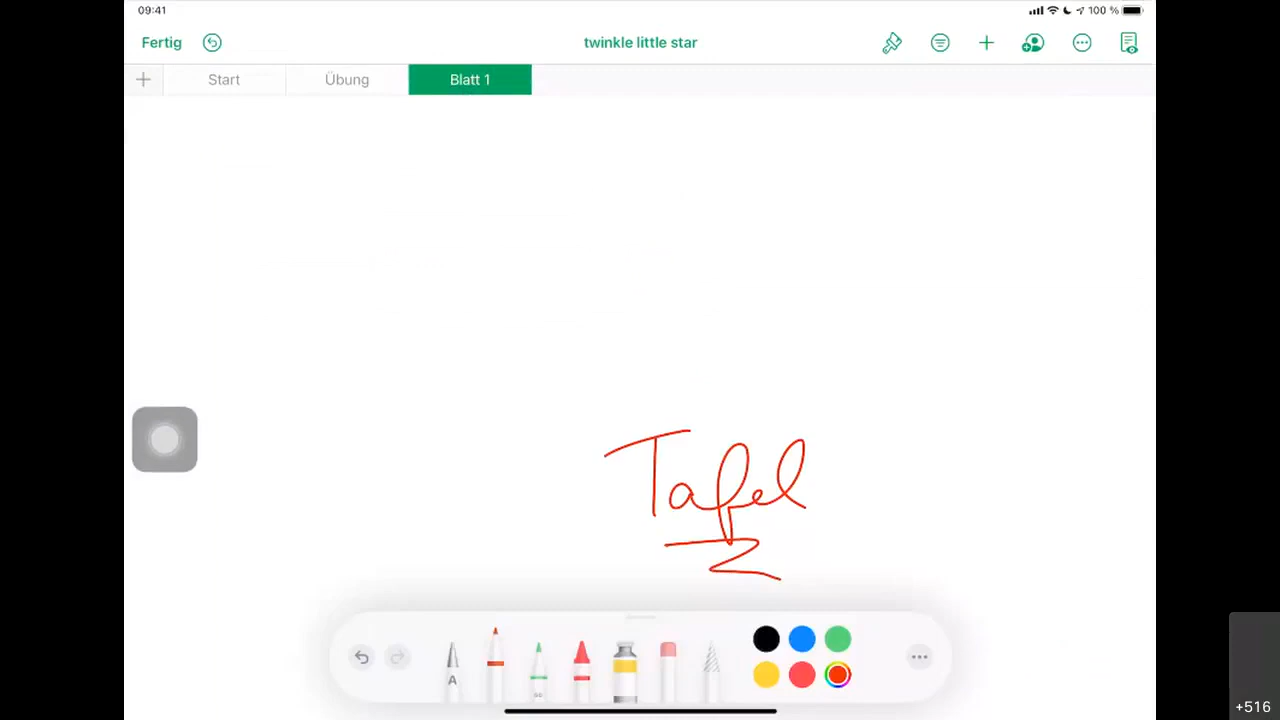 09:41
100 %
Fertig
twinkle little star
Start
Übung
Blatt 1
Tafel
A
+516